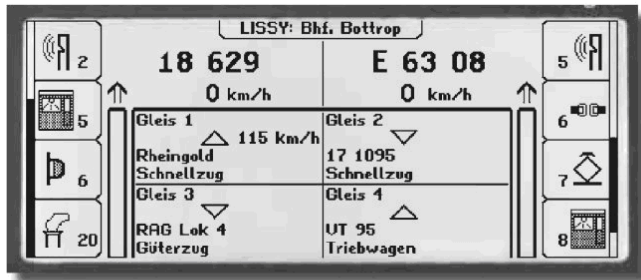 LISSY: Bhf. Bottrop
18 629
E 63 08
0 km/h
0 km/h
2
5
6
20
5
6
7
8
Gleis 1
115 km/h
Rheingold
Schnellzug
Gleis 2
17 1095
Schnellzug
Gleis 3
RAG Lok 4
Güterzug
Gleis 4
VT 95
Triebwagen